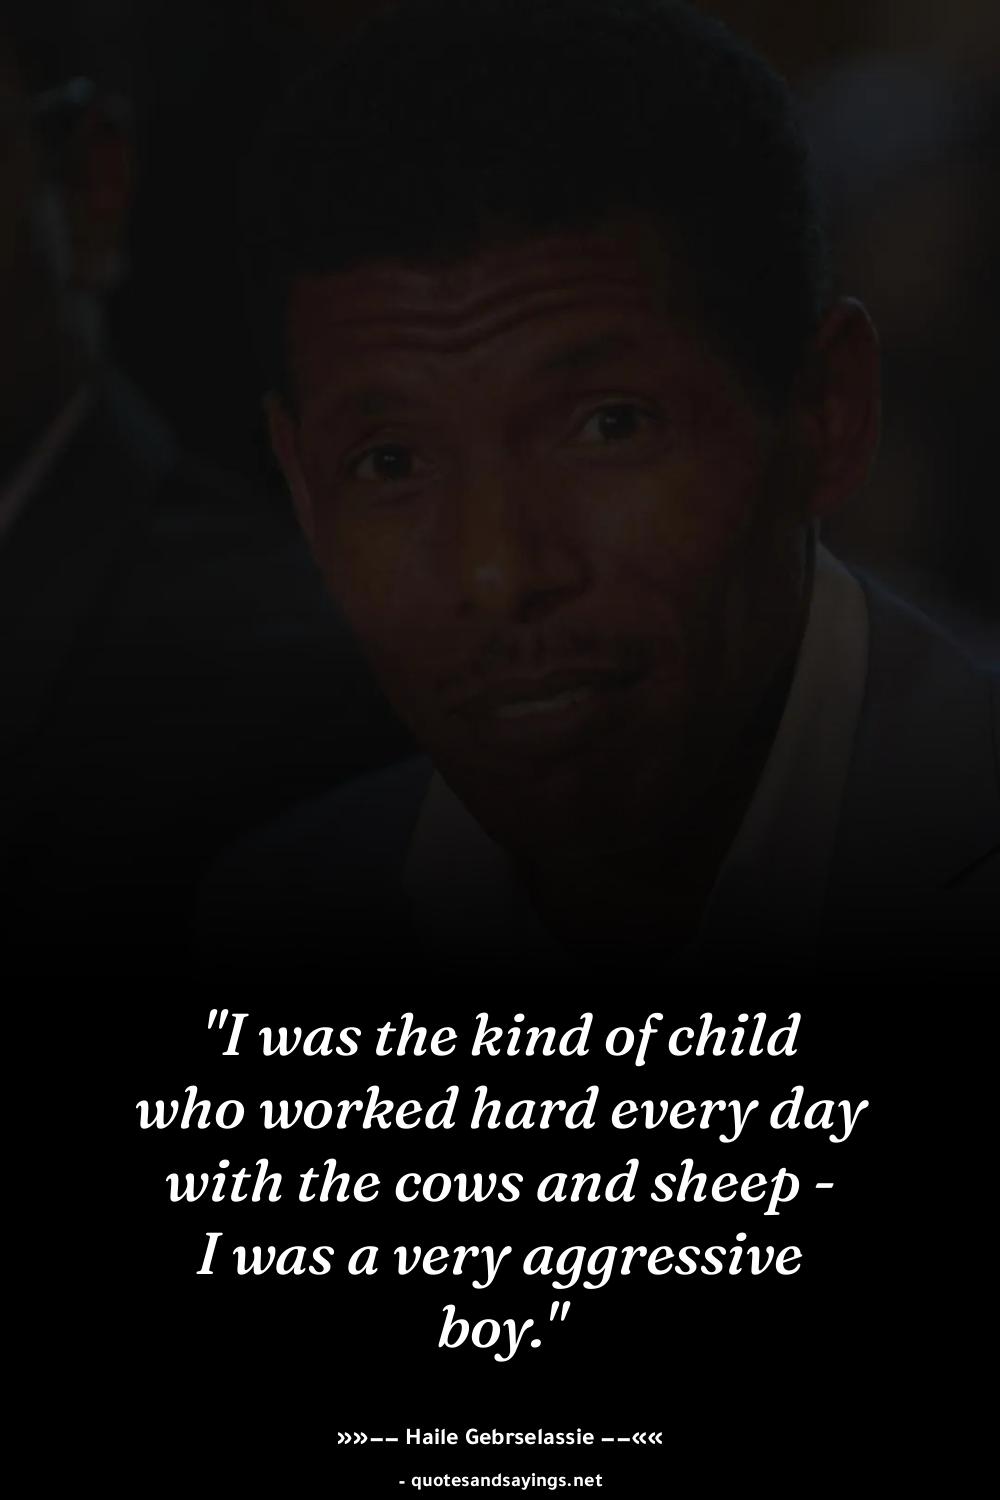 "I was the kind of child
who worked hard every day
with the cows and sheep -
I was a very aggressive
boy."
»»−− Haile Gebrselassie −−««
- quotesandsayings.net